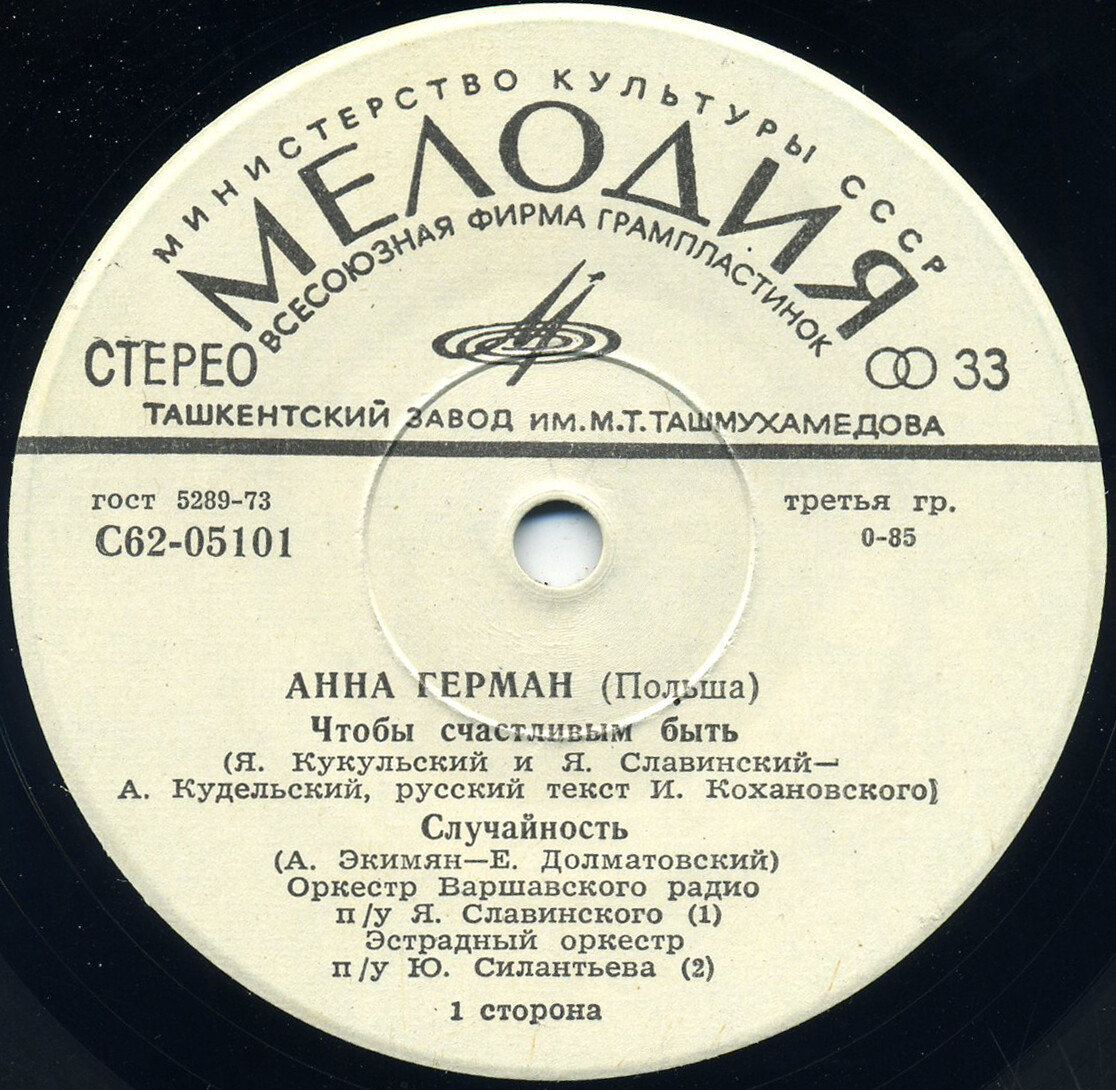 МИНИСТЕРСТВО КУЛЬТУРЫ СССР
МЕЛОДИЯ
ВСЕСОЮЗНАЯ ФИРМА ГРАМПЛАСТИНОК
СТЕРЕО
33
ТАШКЕНТСКИЙ ЗАВОД ИМ.М.Т.ТАШМУХАМЕДОВА
гост 5289-73
третья гр.
С62-05101
0-85
АННА ГЕРМАН (Польша)
Чтобы счастливым быть
(Я. Кукульский и Я. Славинский—
А. Кудельский, русский текст И. Кохановского)
Случайность
(А. Экимян—Е. Долматовский)
Оркестр Варшавского радио
п/у Я. Славинского (1)
Эстрадный оркестр
п/у Ю. Силантьева (2)
1 сторона